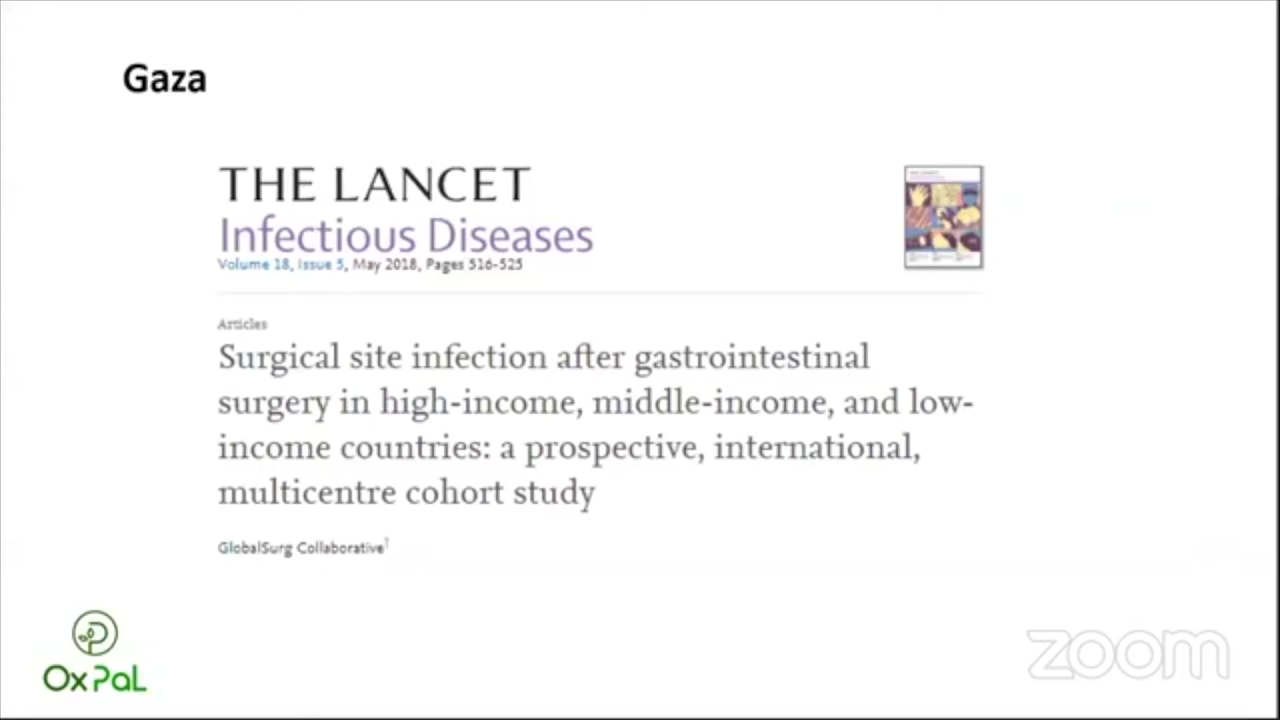 Gaza
THE LANCET
Infectious Diseases
Volume 18, Issue 5, May 2018, Pages 516-525
Articles
Surgical site infection after gastrointestinal
surgery in high-income, middle-income, and low-
income countries: a prospective, international,
multicentre cohort study
GlobalSurg Collaborative†
OxPaL
zoom